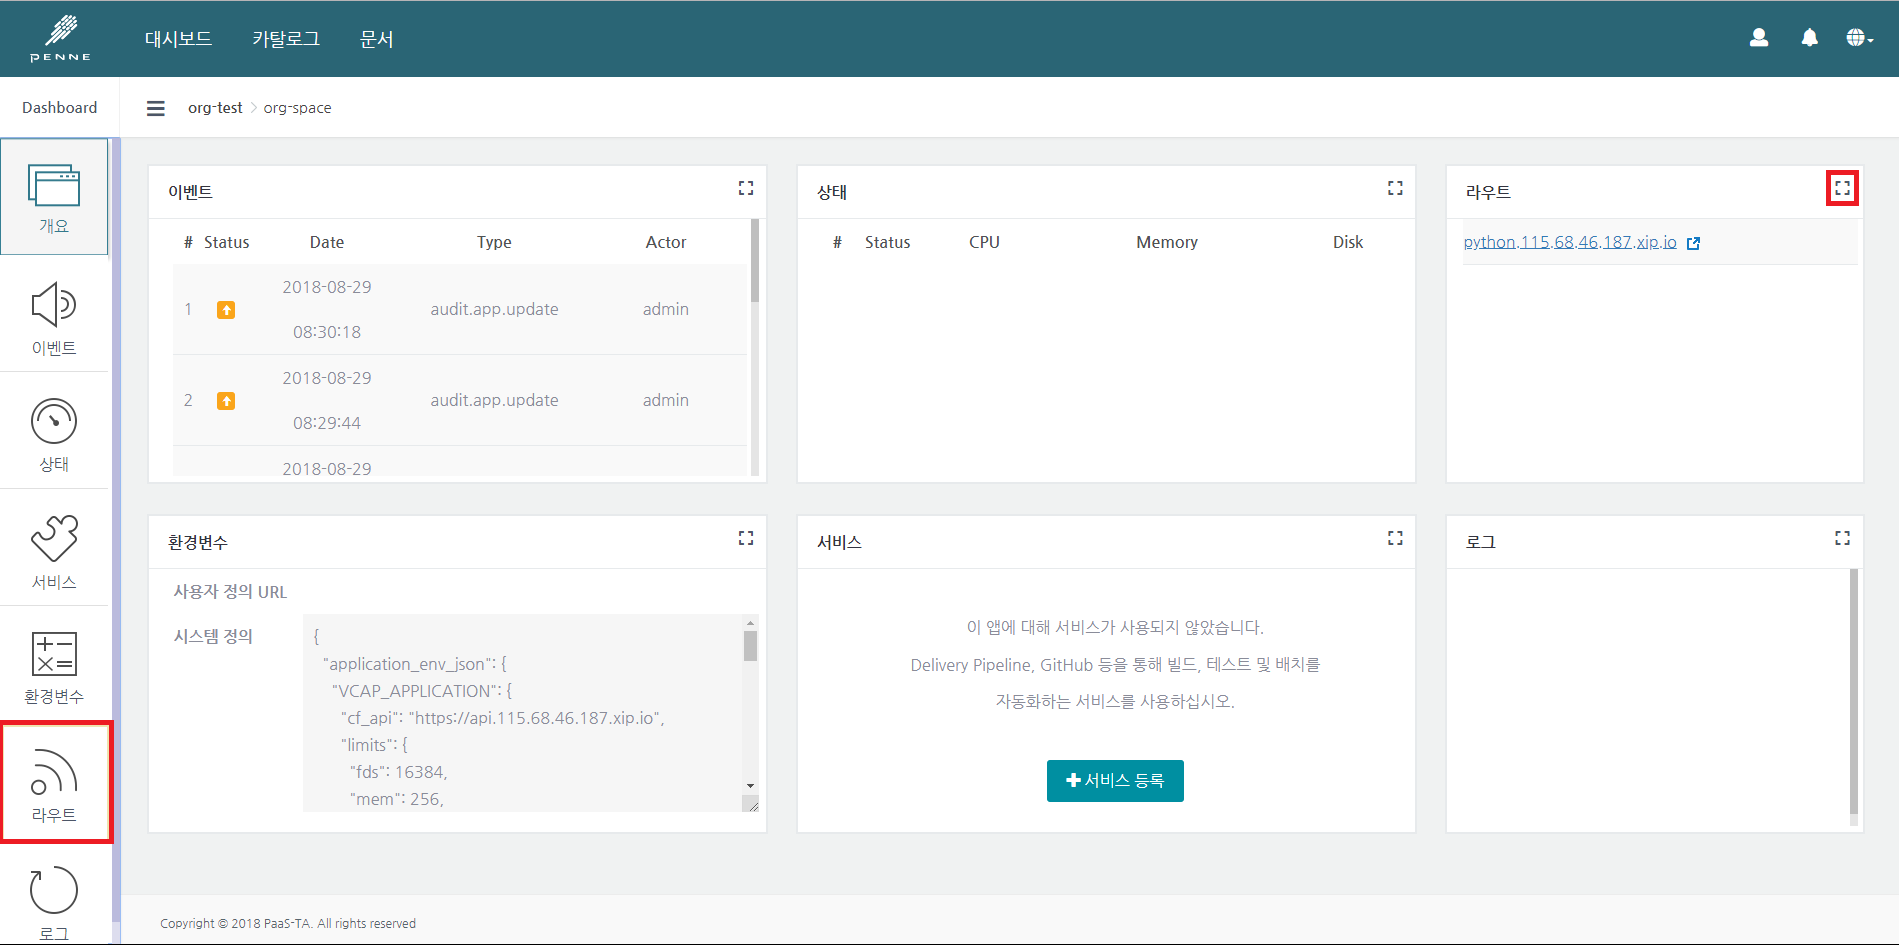 PENNE
대시보드 카탈로그 문서
Dashboard
org-test > org-space
개요
이벤트
상태
서비스
환경변수
라우트
로그
이벤트
# Status Date Type Actor
1 2018-08-29 08:30:18 audit.app.update admin
2 2018-08-29 08:29:44 audit.app.update admin
2018-08-29
상태
# Status CPU Memory Disk
라우트
python.115.68.46.187.xip.io
환경변수
사용자 정의 URL
시스템 정의
{
"application_env_json": {
"VCAP_APPLICATION": {
"cf_api": "https://api.115.68.46.187.xip.io",
"limits": {
"fds": 16384,
"mem": 256,
서비스
이 앱에 대해 서비스가 사용되지 않았습니다.
Delivery Pipeline, GitHub 등을 통해 빌드, 테스트 및 배치를
자동화하는 서비스를 사용하십시오.
서비스 등록
로그
Copyright © 2018 PaaS-TA. All rights reserved